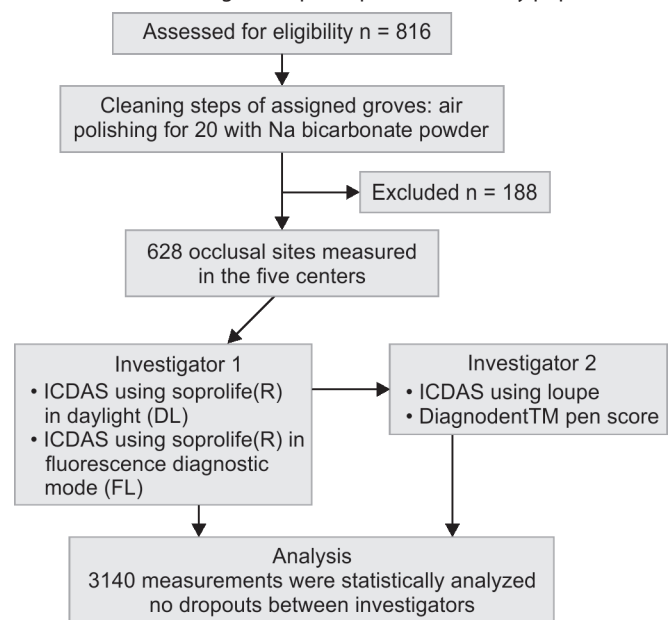 Assessed for eligibility n = 816
Cleaning steps of assigned groves: air
polishing for 20 with Na bicarbonate powder
Excluded n = 188
628 occlusal sites measured
in the five centers
Investigator 1
• ICDAS using soprolife(R)
in daylight (DL)
• ICDAS using soprolife(R) in
fluorescence diagnostic
mode (FL)
Investigator 2
• ICDAS using loupe
• DiagnodentTM pen score
Analysis
3140 measurements were statistically analyzed
no dropouts between investigators